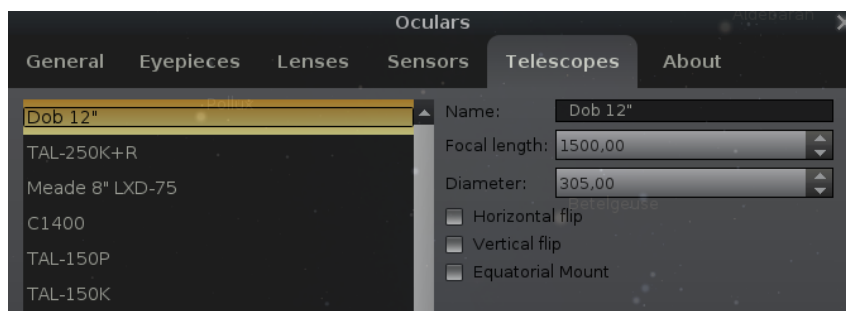 Oculars
Aldebaran
General Eyepieces Lenses Sensors Telescopes About
Pollux
Dob 12"
TAL-250K+R
Meade 8" LXD-75
C1400
TAL-150P
TAL-150K
Name: Dob 12"
Focal length: 1500,00
Diameter: 305,00
Betelgeuse
Horizontal flip
Vertical flip
Equatorial Mount